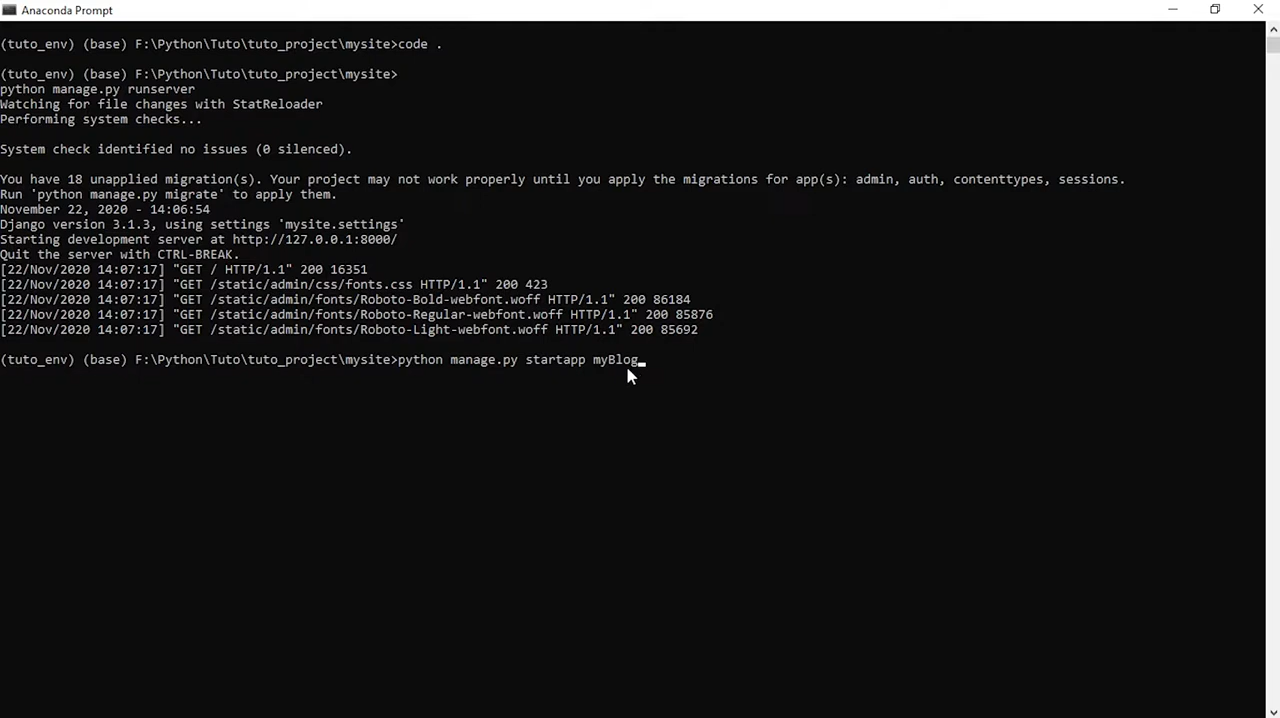 Anaconda Prompt
(tuto_env) (base) F:\Python\Tuto\tuto_project\mysite>code .
(tuto_env) (base) F:\Python\Tuto\tuto_project\mysite>
python manage.py runserver
Watching for file changes with StatReloader
Performing system checks...
System check identified no issues (0 silenced).
You have 18 unapplied migration(s). Your project may not work properly until you apply the migrations for app(s): admin, auth, contenttypes, sessions.
Run 'python manage.py migrate' to apply them.
November 22, 2020 - 14:06:54
Django version 3.1.3, using settings 'mysite.settings'
Starting development server at http://127.0.0.1:8000/
Quit the server with CTRL-BREAK.
[22/Nov/2020 14:07:17] "GET / HTTP/1.1" 200 16351
[22/Nov/2020 14:07:17] "GET /static/admin/css/fonts.css HTTP/1.1" 200 423
[22/Nov/2020 14:07:17] "GET /static/admin/fonts/Roboto-Bold-webfont.woff HTTP/1.1" 200 86184
[22/Nov/2020 14:07:17] "GET /static/admin/fonts/Roboto-Regular-webfont.woff HTTP/1.1" 200 85876
[22/Nov/2020 14:07:17] "GET /static/admin/fonts/Roboto-Light-webfont.woff HTTP/1.1" 200 85692
(tuto_env) (base) F:\Python\Tuto\tuto_project\mysite>python manage.py startapp myBlog